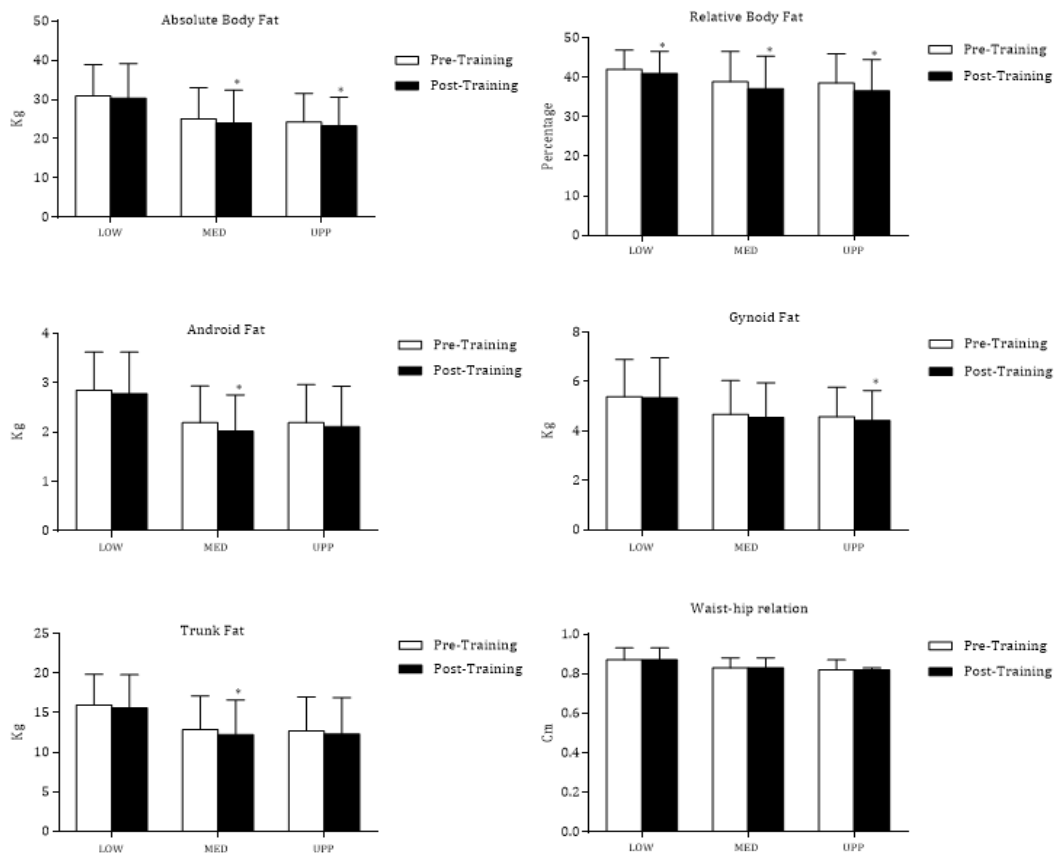 Absolute Body Fat
50
40
30
20
10
0
Kg
*
*
LOW
MED
UPP
Pre-Training
Post-Training
Relative Body Fat
50
40
30
20
10
0
Percentage
*
*
*
LOW
MED
UPP
Pre-Training
Post-Training
Android Fat
4
3
2
1
0
Kg
*
LOW
MED
UPP
Pre-Training
Post-Training
Gynoid Fat
8
6
4
2
0
Kg
*
LOW
MED
UPP
Pre-Training
Post-Training
Trunk Fat
25
20
15
10
5
0
Kg
*
LOW
MED
UPP
Pre-Training
Post-Training
Waist-hip relation
1.0
0.8
0.6
0.4
0.2
0.0
Cm
LOW
MED
UPP
Pre-Training
Post-Training